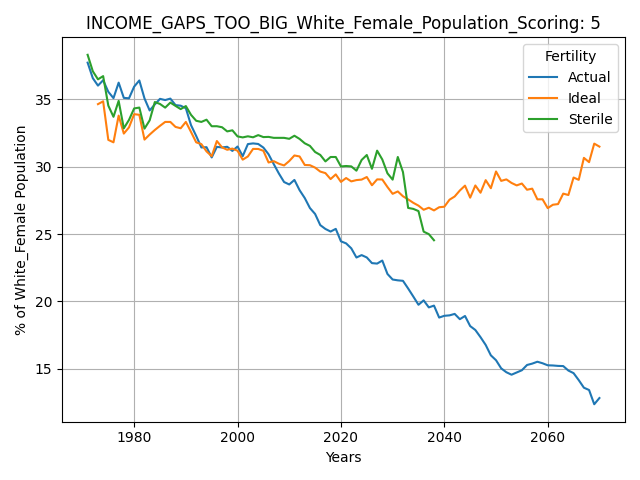 INCOME_GAPS_TOO_BIG_White_Female_Population_Scoring: 5
Fertility
Actual
Ideal
Sterile
% of White_Female Population
35
30
25
20
15
1980
2000
2020
2040
2060
Years